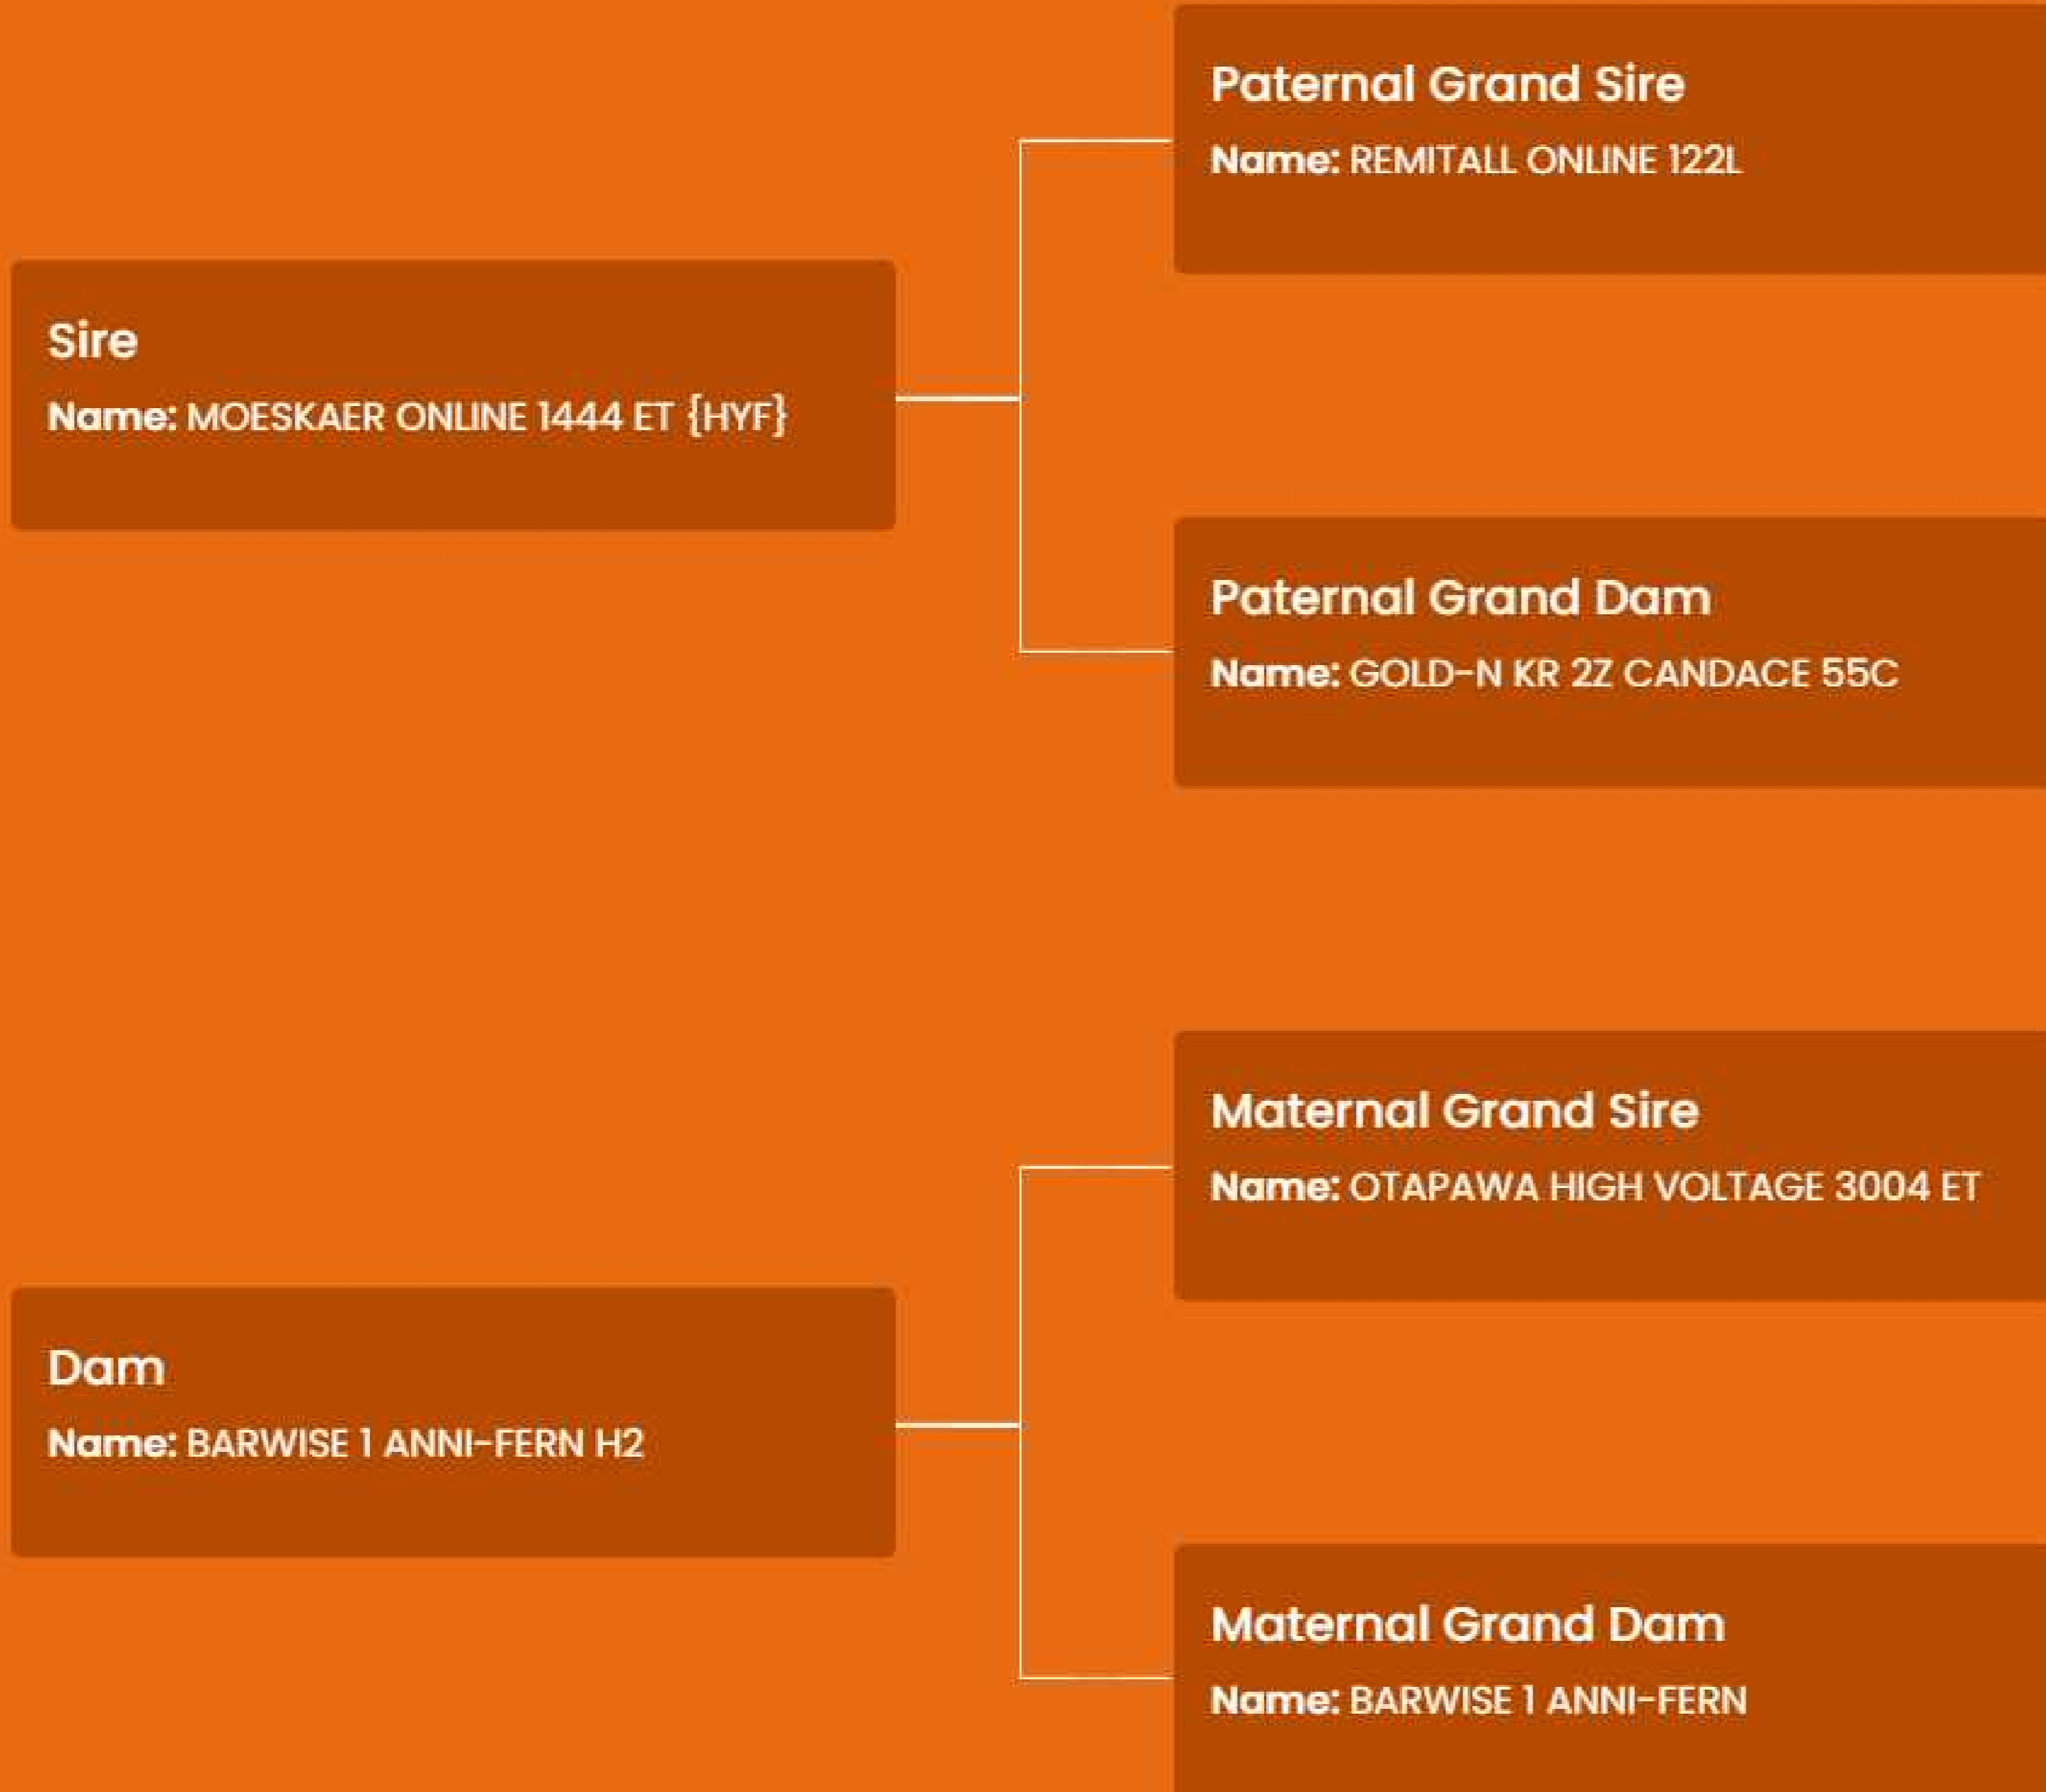 Paternal Grand Sire
Name: REMITALL ONLINE 122L
Sire
Name: MOESKAER ONLINE 1444 ET {HYF}
Paternal Grand Dam
Name: GOLD-N KR 2Z CANDACE 55C
Maternal Grand Sire
Name: OTAPAWA HIGH VOLTAGE 3004 ET
Dam
Name: BARWISE 1 ANNI-FERN H2
Maternal Grand Dam
Name: BARWISE 1 ANNI-FERN